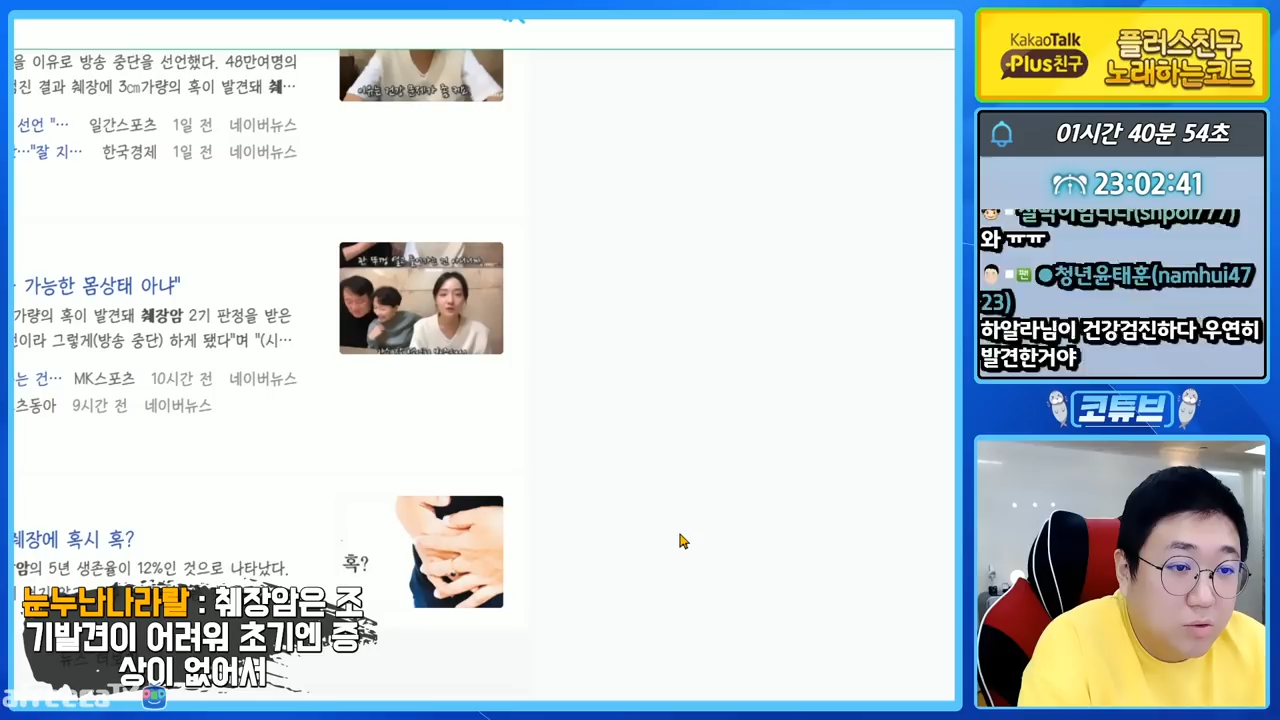 을 이유로 방송 중단을 선언했다. 48만여명의
검진 결과 췌장에 3㎝가량의 혹이 발견돼 췌…
선언 "… 일간스포츠 1일 전 네이버뉴스
…"잘 지… 한국경제 1일 전 네이버뉴스
가능한 몸상태 아냐"
가량의 혹이 발견돼 췌장암 2기 판정을 받은
이라 그렇게(방송 중단) 하게 됐다"며 "(시…
는 건… MK스포츠 10시간 전 네이버뉴스
츠동아 9시간 전 네이버뉴스
췌장에 혹시 혹?
암의 5년 생존율이 12%인 것으로 나타났다.
혹?
눈누난나라랄 : 췌장암은 조
기발견이 어려워 초기엔 증
상이 없어서
afreecaTV
KakaoTalk
Plus친구
플러스친구
노래하는코트
01시간 40분 54초
23:02:41
(shpol777)
와 ㅠㅠ
팬 청년윤태훈(namhui47
23)
하알라님이 건강검진하다 우연히
발견한거야
코튜브